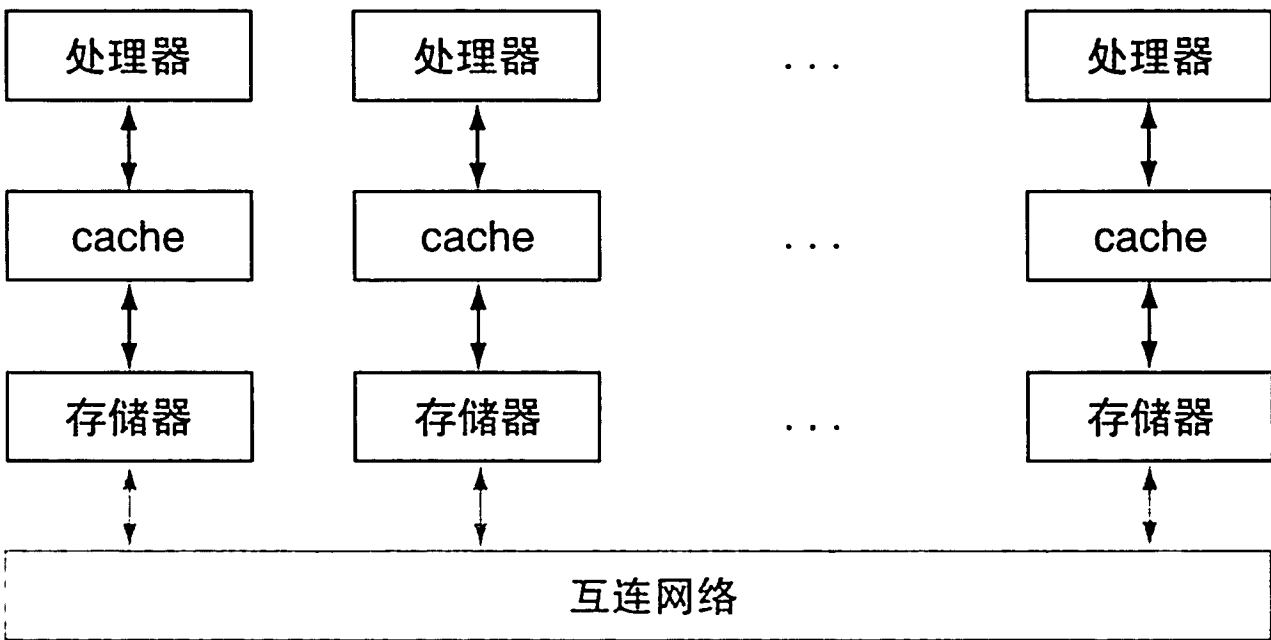 处理器 处理器 ... 处理器
cache cache ... cache
存储器 存储器 ... 存储器
互连网络